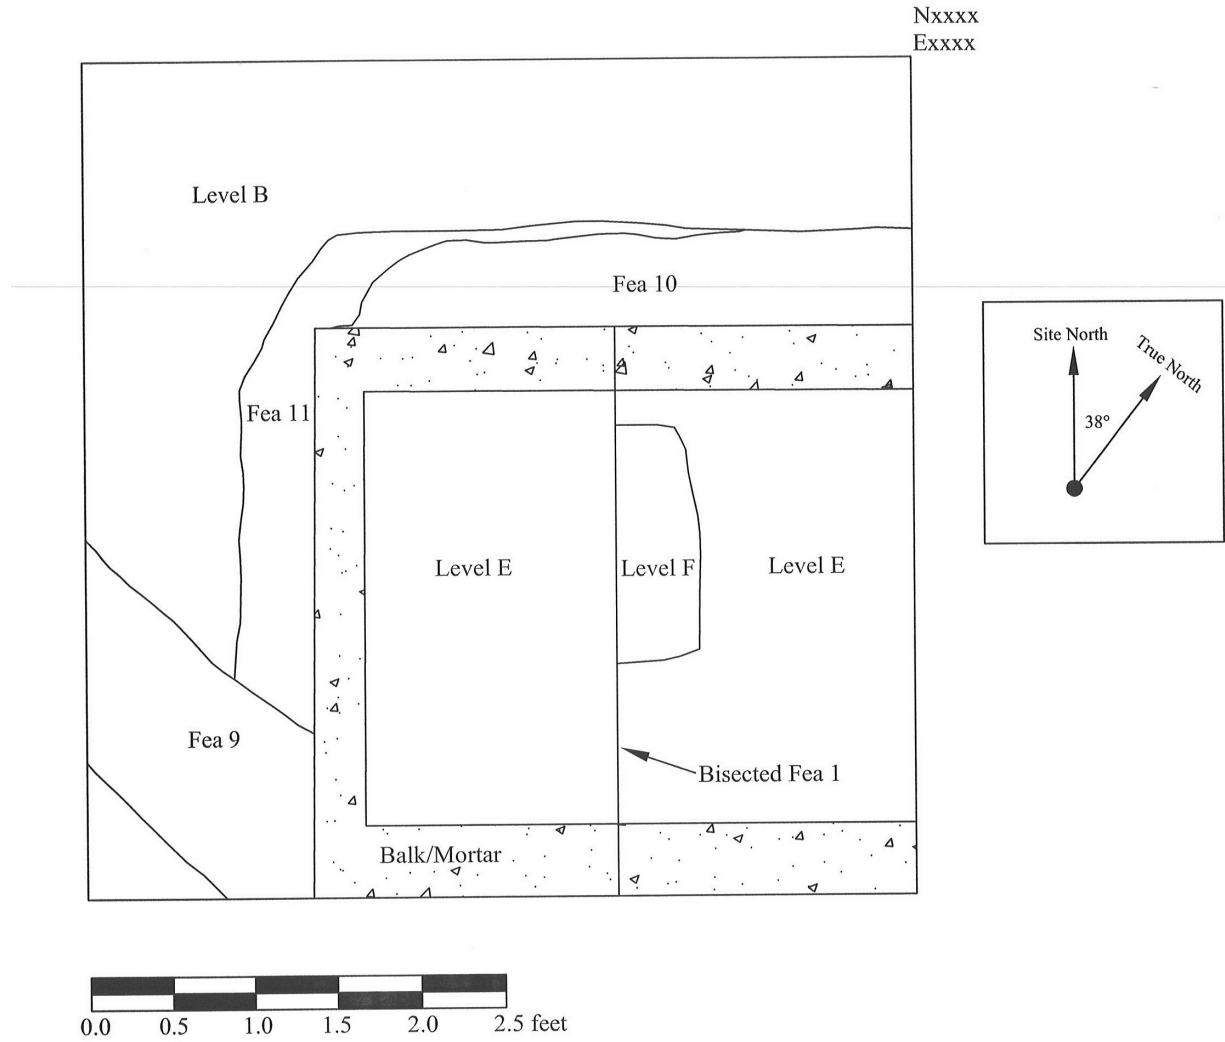 Nxxxx
Exxxx
Level B
Fea 10
Site North
True North
38°
Fea 11
Level E
Level F
Level E
Fea 9
Bisected Fea 1
Balk/Mortar
0.0 0.5 1.0 1.5 2.0 2.5 feet